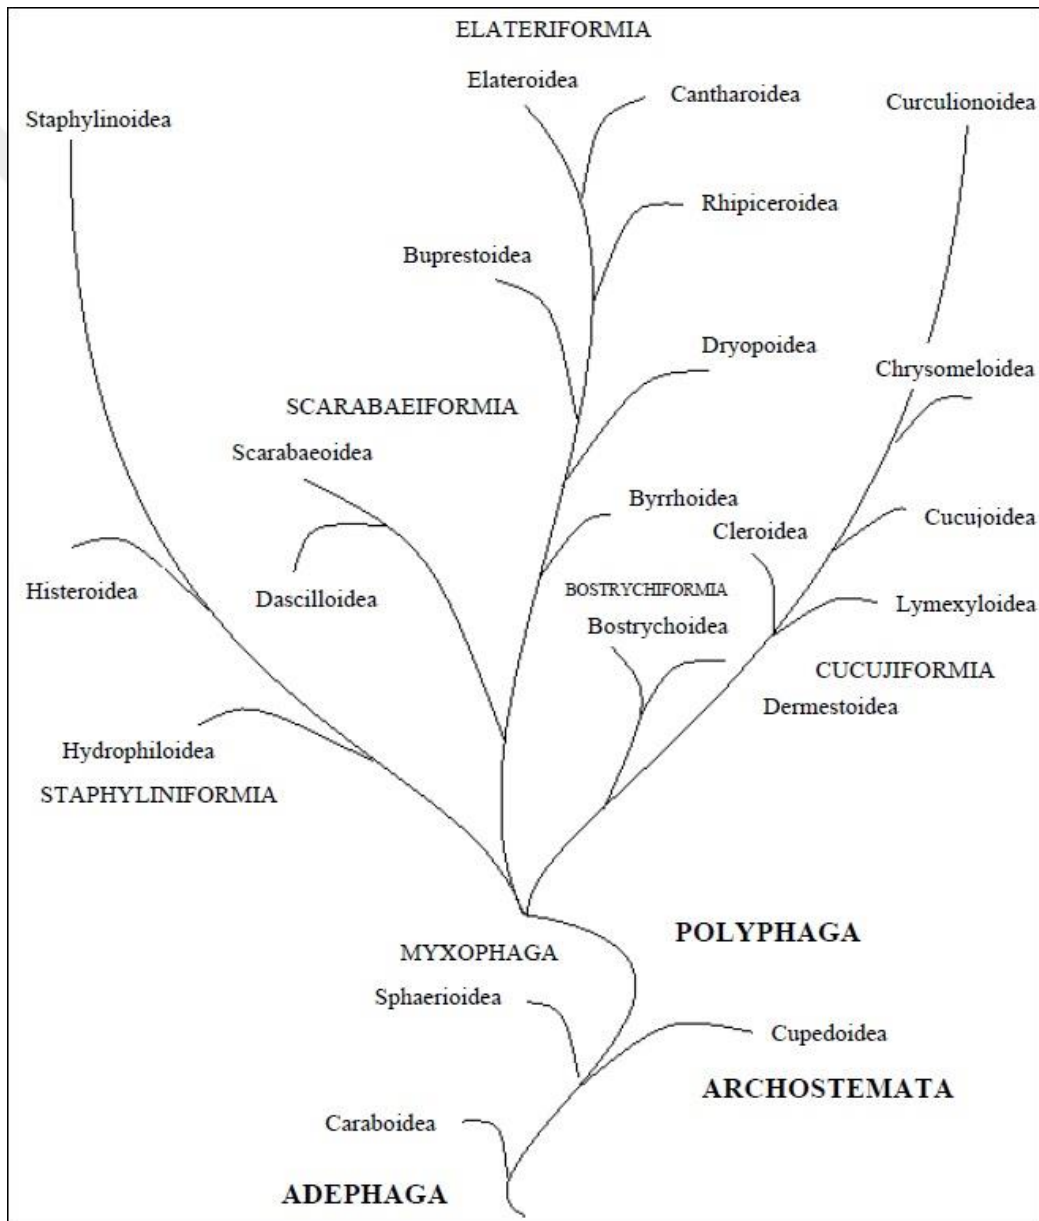 ELATERIFORMIA
Elateroidea
Cantharoidea
Curculionoidea
Staphylinoidea
Rhipiceroidea
Buprestoidea
Dryopoidea
Chrysomeloidea
SCARABAEIFORMIA
Scarabaeoidea
Byrrhoidea
Cucujoidea
Cleroidea
Histeroidea
Dascilloidea
BOSTRYCHIFORMIA
Lymexyloidea
Bostrychoidea
CUCUJIFORMIA
Dermestoidea
Hydrophiloidea
STAPHYLINIFORMIA
POLYPHAGA
MYXOPHAGA
Sphaerioidea
Cupedoidea
ARCHOSTEMATA
Caraboidea
ADEPHAGA